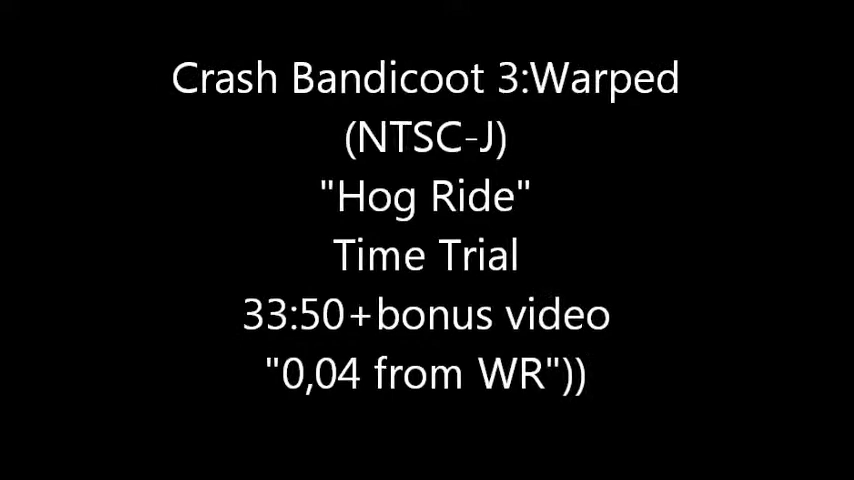 Crash Bandicoot 3:Warped
(NTSC-J)
"Hog Ride"
Time Trial
33:50+bonus video
"0,04 from WR"))